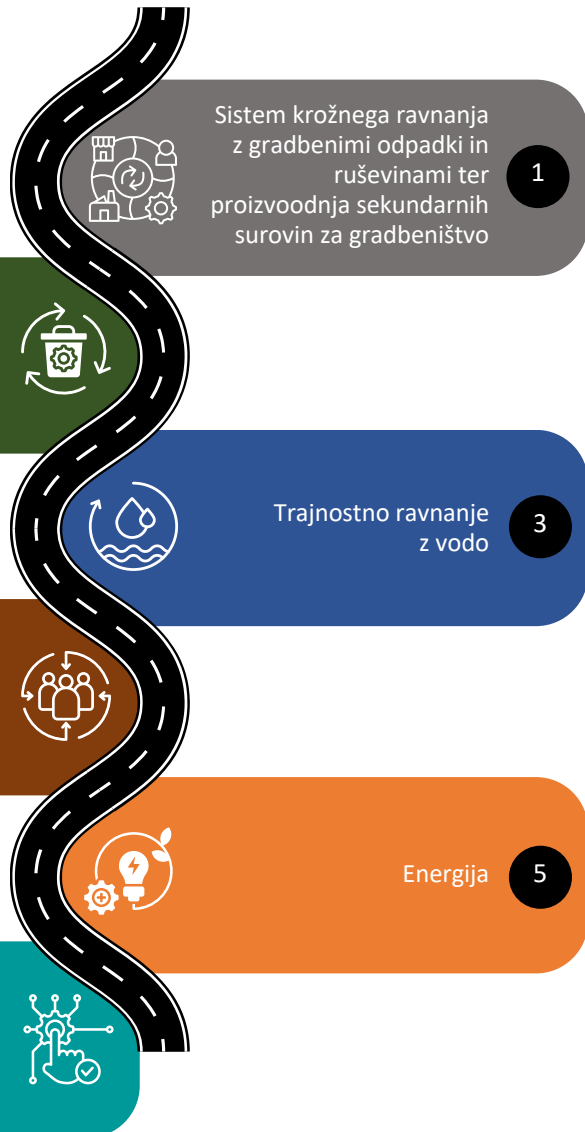 Sistem krožnega ravnanja
z gradbenimi odpadki in
ruševinami ter
proizvoodnja sekundarnih
surovin za gradbeništvo
1
Trajnostno ravnanje
z vodo
3
Energija
5